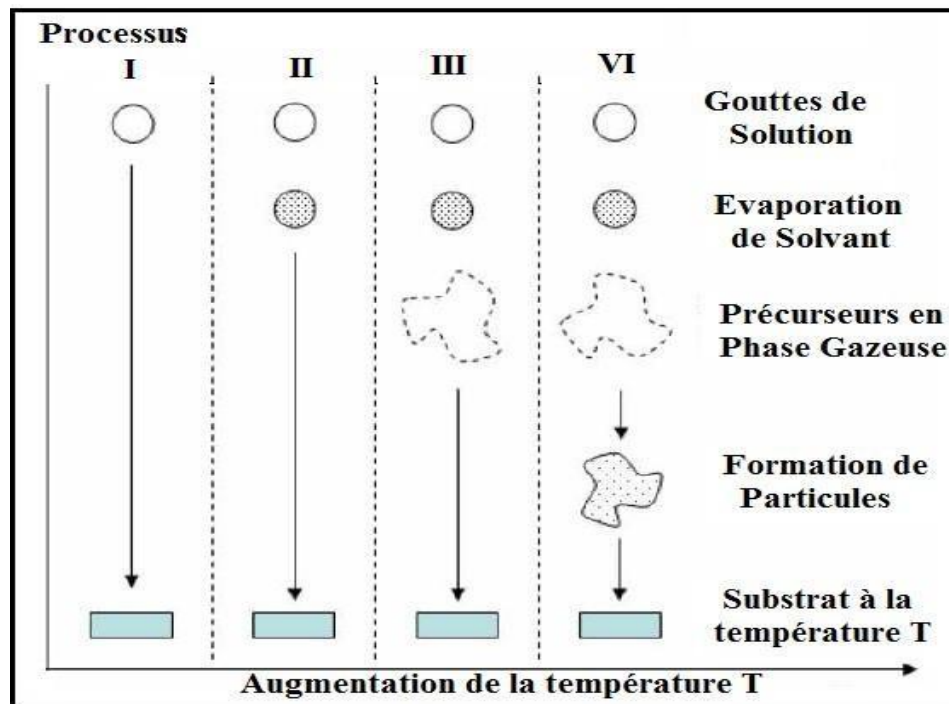 Processus
I II III VI
Gouttes de
Solution
Evaporation
de Solvant
Précurseurs en
Phase Gazeuse
Formation de
Particules
Substrat à la
température T
Augmentation de la température T